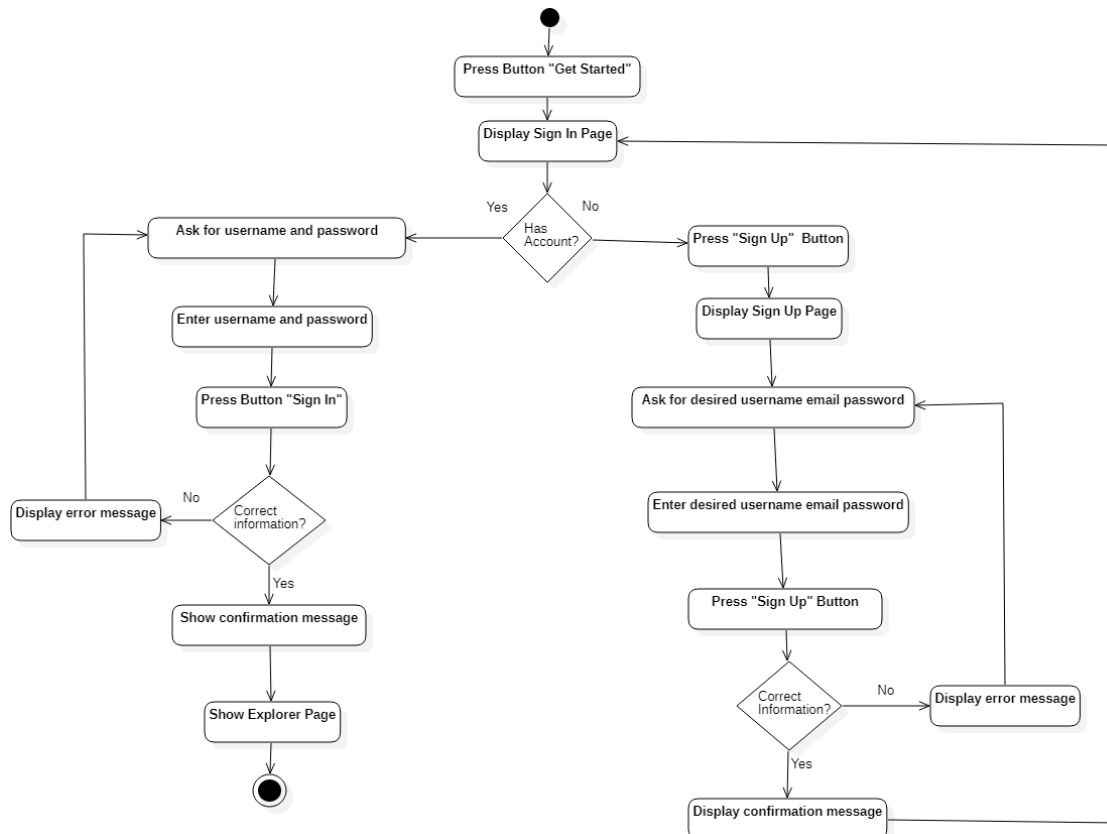 Press Button "Get Started"
Display Sign In Page
Yes
No
Has
Account?
Ask for username and password
Press "Sign Up"  Button
Enter username and password
Display Sign Up Page
Press Button "Sign In"
Ask for desired username email password
No
Correct
information?
Display error message
Enter desired username email password
Yes
Show confirmation message
Press "Sign Up" Button
Show Explorer Page
Correct
Information?
No
Display error message
Yes
Display confirmation message